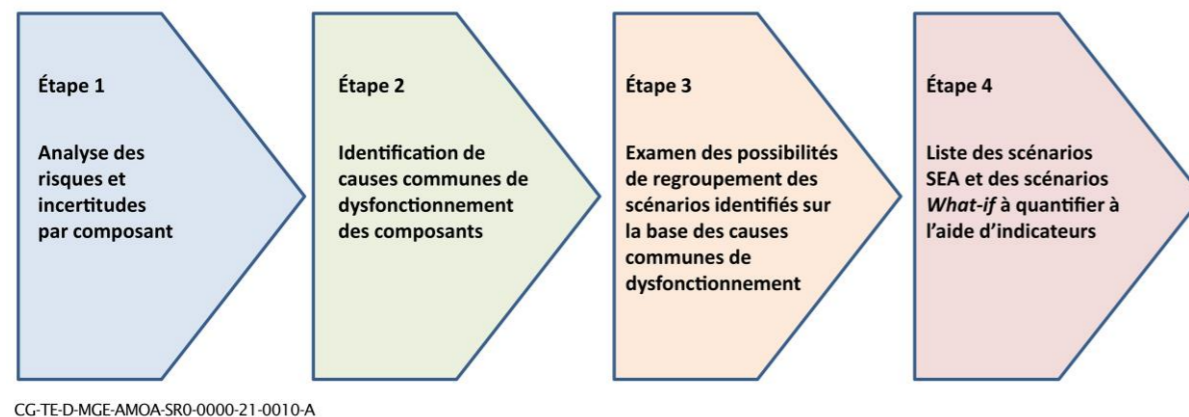 Étape 1
Analyse des
risques et
incertitudes
par composant
Étape 2
Identification de
causes communes de
dysfonctionnement
des composants
Étape 3
Examen des possibilités
de regroupement des
scénarios identifiés sur
la base des causes
communes de
dysfonctionnement
Étape 4
Liste des scénarios
SEA et des scénarios
What-if à quantifier à
l’aide d’indicateurs
CG-TE-D-MGE-AMOA-SR0-0000-21-0010-A